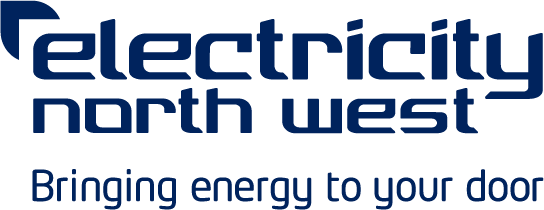 electricity
north west
Bringing energy to your door